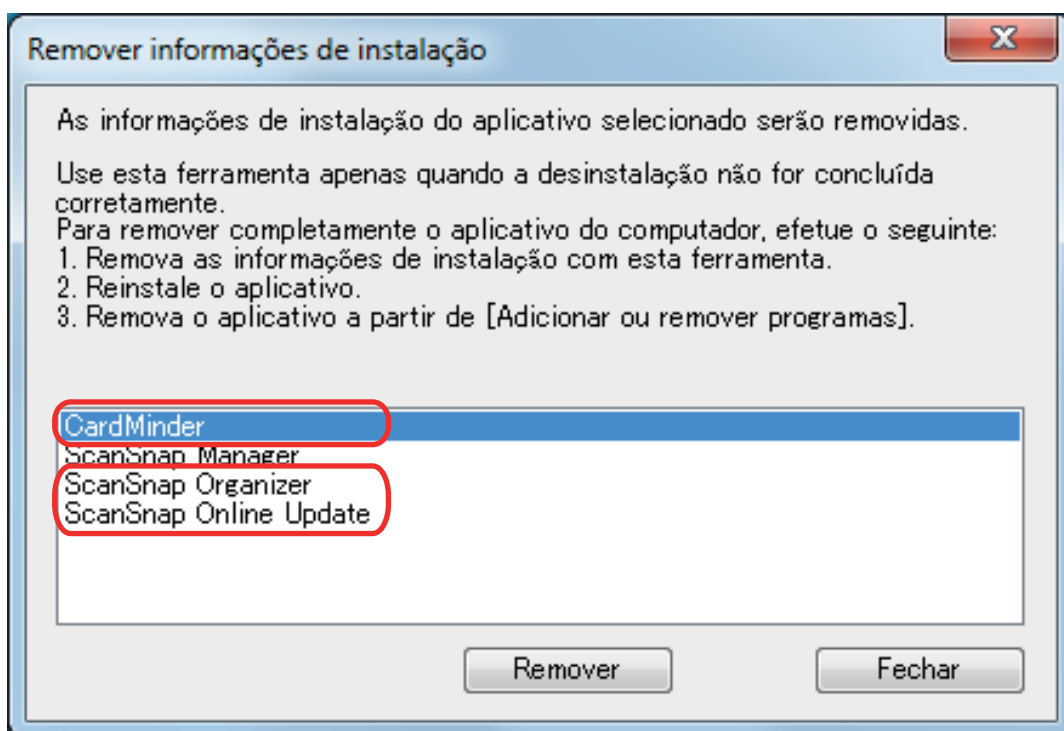 Remover informações de instalação
As informações de instalação do aplicativo selecionado serão removidas.
Use esta ferramenta apenas quando a desinstalação não for concluída
corretamente.
Para remover completamente o aplicativo do computador, efetue o seguinte:
1. Remova as informações de instalação com esta ferramenta.
2. Reinstale o aplicativo.
3. Remova o aplicativo a partir de [Adicionar ou remover programas].
CardMinder
ScanSnap Manager
ScanSnap Organizer
ScanSnap Online Update
Remover
Fechar